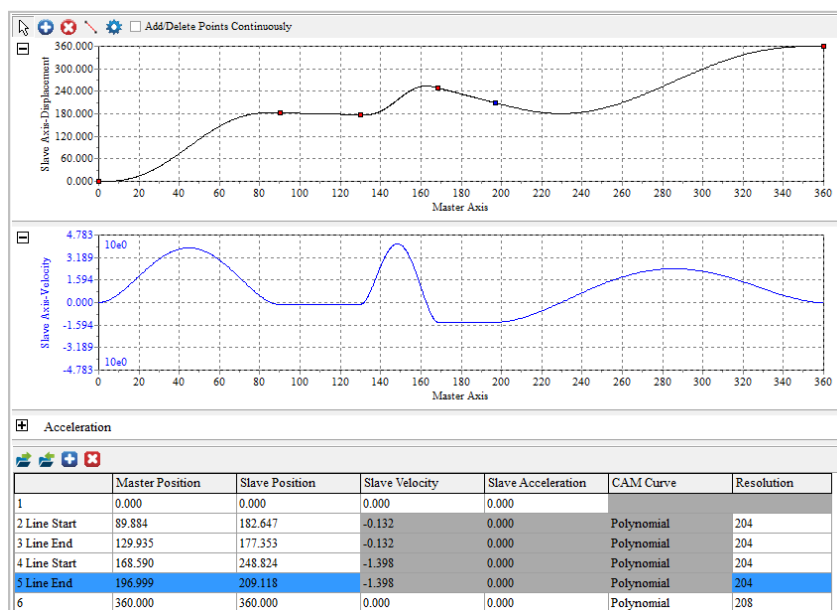 Add/Delete Points Continuously
360.000
300.000
240.000
180.000
120.000
60.000
0.000
Slave Axis-Displacement
0 20 40 60 80 100 120 140 160 180 200 220 240 260 280 300 320 340 360
Master Axis
4.783
3.189
1.594
0.000
-1.594
-3.189
-4.783
10e0
10e0
Slave Axis-Velocity
0 20 40 60 80 100 120 140 160 180 200 220 240 260 280 300 320 340 360
Master Axis
Acceleration
Master Position Slave Position Slave Velocity Slave Acceleration CAM Curve Resolution
1 0.000 0.000 0.000 0.000
2 Line Start 89.884 182.647 -0.132 0.000 Polynomial 204
3 Line End 129.935 177.353 -0.132 0.000 Polynomial 204
4 Line Start 168.590 248.824 -1.398 0.000 Polynomial 204
5 Line End 196.999 209.118 -1.398 0.000 Polynomial 204
6 360.000 360.000 0.000 0.000 Polynomial 208